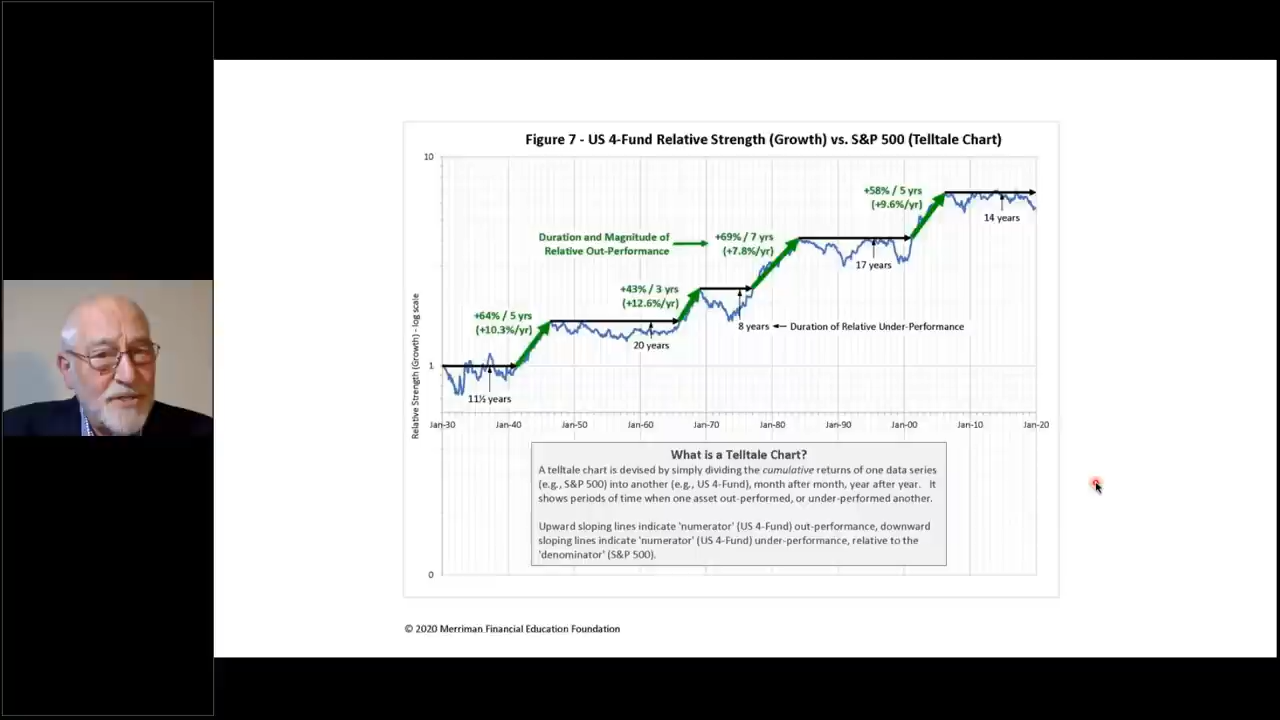 Figure 7 - US 4-Fund Relative Strength (Growth) vs. S&P 500 (Telltale Chart)
10
+58% / 5 yrs
(+9.6%/yr)
14 years
Duration and Magnitude of
Relative Out-Performance
+69% / 7 yrs
(+7.8%/yr)
17 years
+43% / 3 yrs
(+12.6%/yr)
+64% / 5 yrs
(+10.3%/yr)
8 years
Duration of Relative Under-Performance
20 years
1
11½ years
Relative Strength (Growth) - log scale
Jan-30 Jan-40 Jan-50 Jan-60 Jan-70 Jan-80 Jan-90 Jan-00 Jan-10 Jan-20
What is a Telltale Chart?
A telltale chart is devised by simply dividing the cumulative returns of one data series
(e.g., S&P 500) into another (e.g., US 4-Fund), month after month, year after year. It
shows periods of time when one asset out-performed, or under-performed another.
Upward sloping lines indicate 'numerator' (US 4-Fund) out-performance, downward
sloping lines indicate 'numerator' (US 4-Fund) under-performance, relative to the
'denominator' (S&P 500).
0
© 2020 Merriman Financial Education Foundation